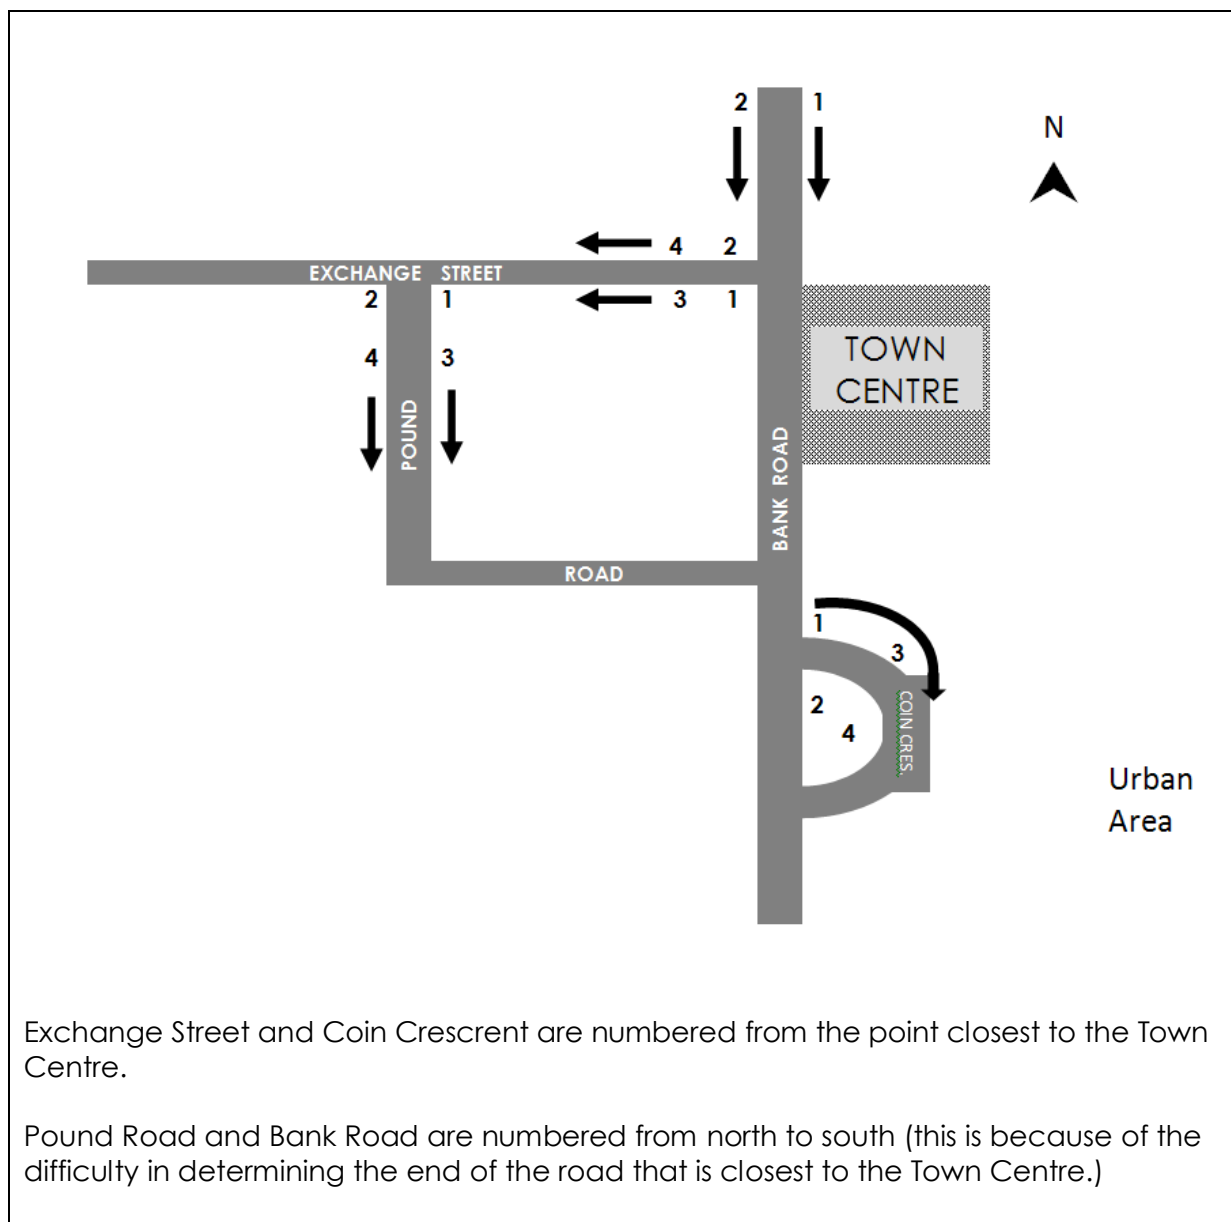 2 1
N
4 2
EXCHANGE STREET
2 1 3 1
TOWN
CENTRE
4 3
POUND
BANK ROAD
ROAD
1
3
2
4
COIN CRES.
Urban
Area
Exchange Street and Coin Crescrent are numbered from the point closest to the Town
Centre.
Pound Road and Bank Road are numbered from north to south (this is because of the
difficulty in determining the end of the road that is closest to the Town Centre.)